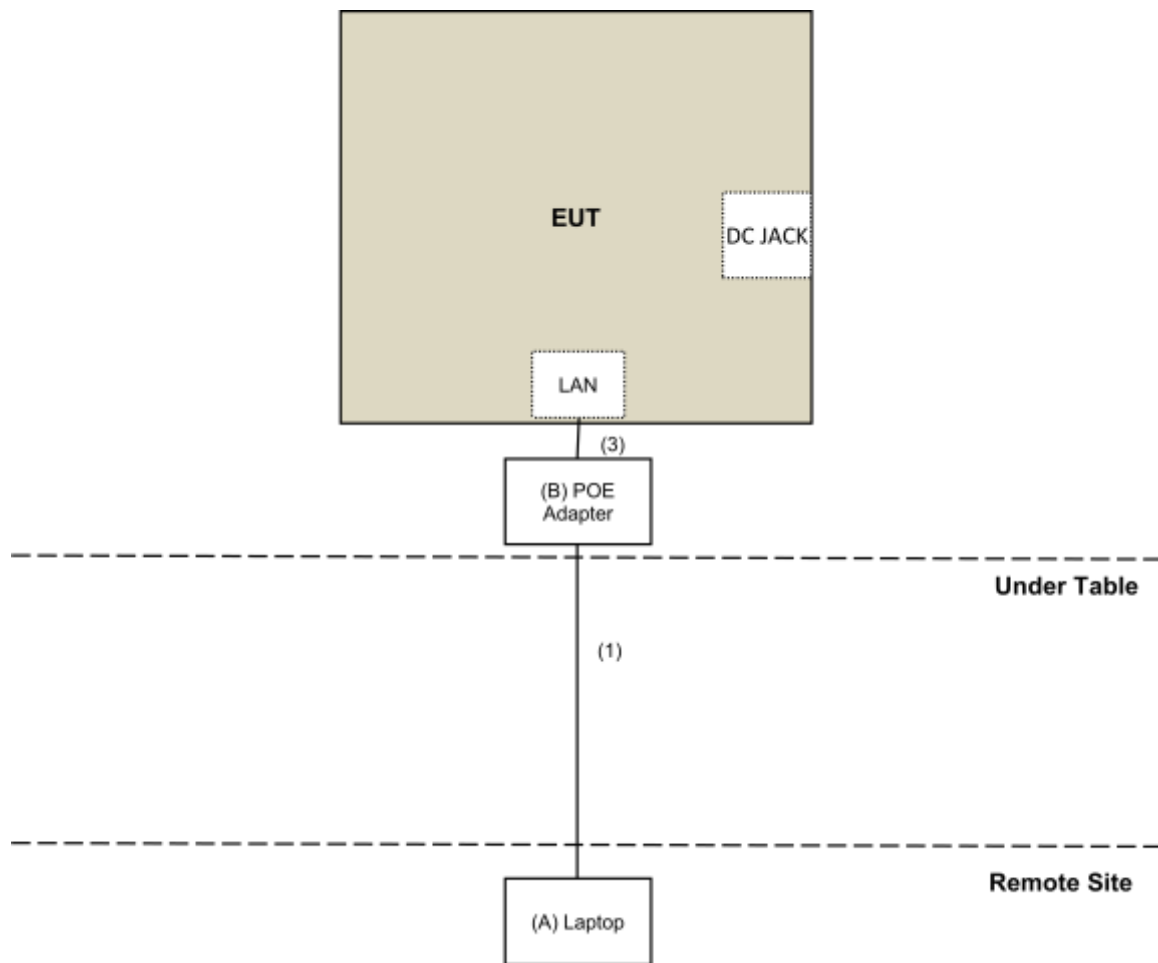 EUT
DC JACK
LAN
(3)
(B) POE
Adapter
Under Table
(1)
Remote Site
(A) Laptop